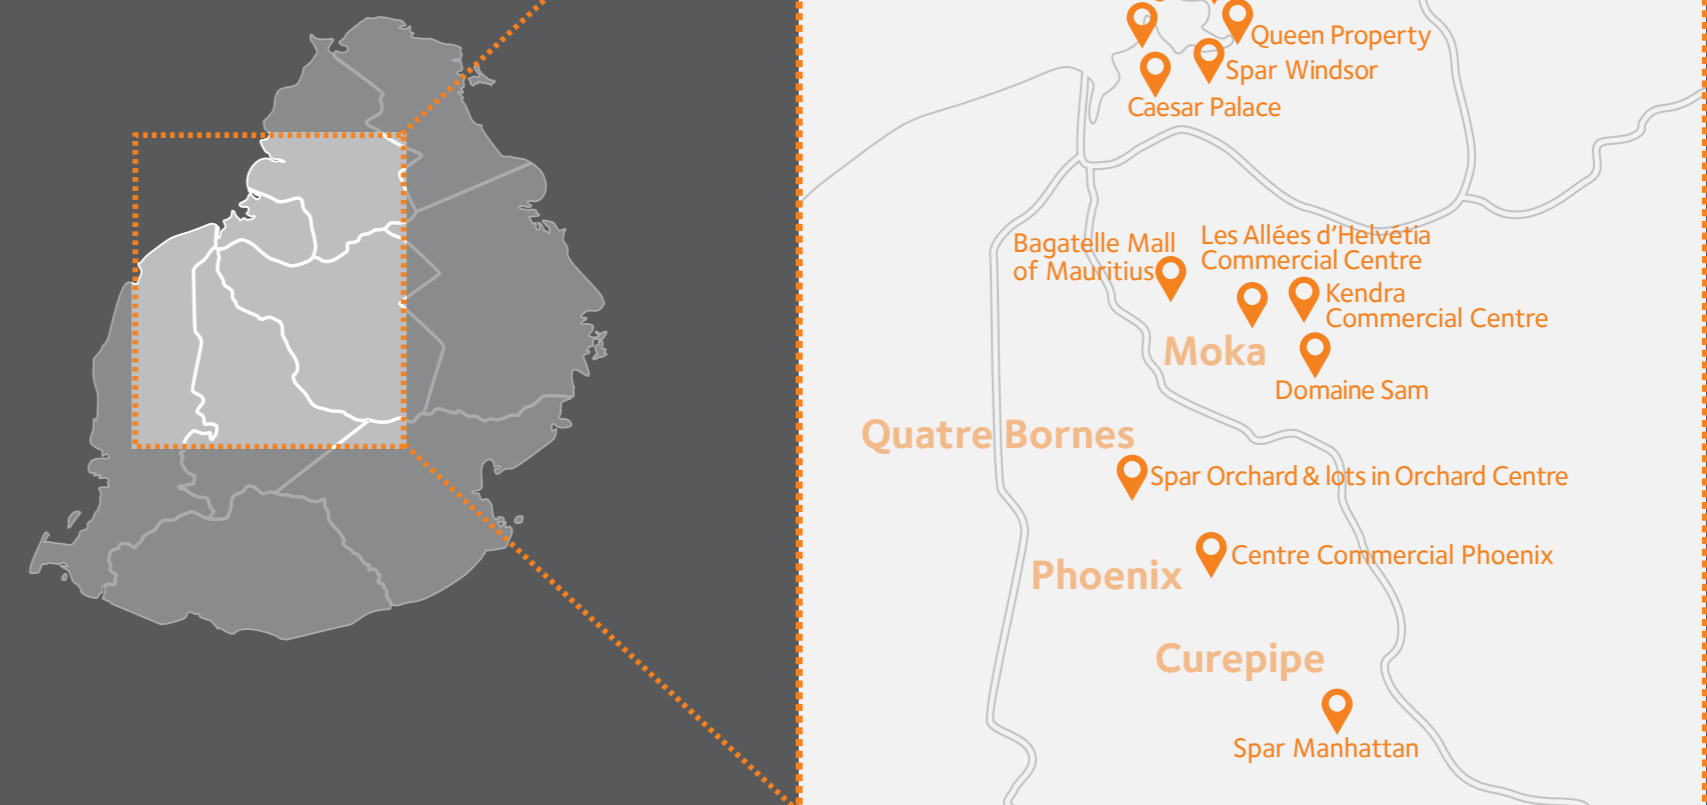 Queen Property
Spar Windsor
Caesar Palace
Bagatelle Mall
of Mauritius
Les Allées d'Helvétia
Commercial Centre
Kendra
Commercial Centre
Moka
Domaine Sam
Quatre Bornes
Spar Orchard & lots in Orchard Centre
Phoenix
Centre Commercial Phoenix
Curepipe
Spar Manhattan